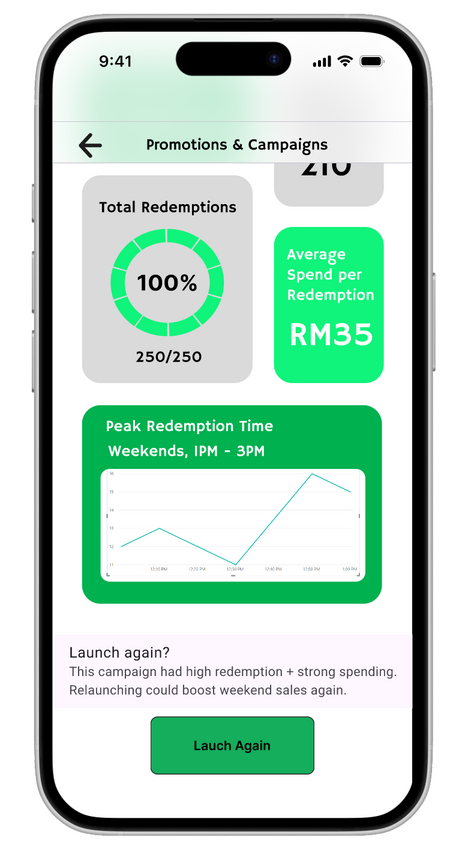 9:41
Promotions & Campaigns
210
Total Redemptions
100%
250/250
Average
Spend per
Redemption
RM35
Peak Redemption Time
Weekends, 1PM - 3PM
Launch again?
This campaign had high redemption + strong spending.
Relaunching could boost weekend sales again.
Lauch Again